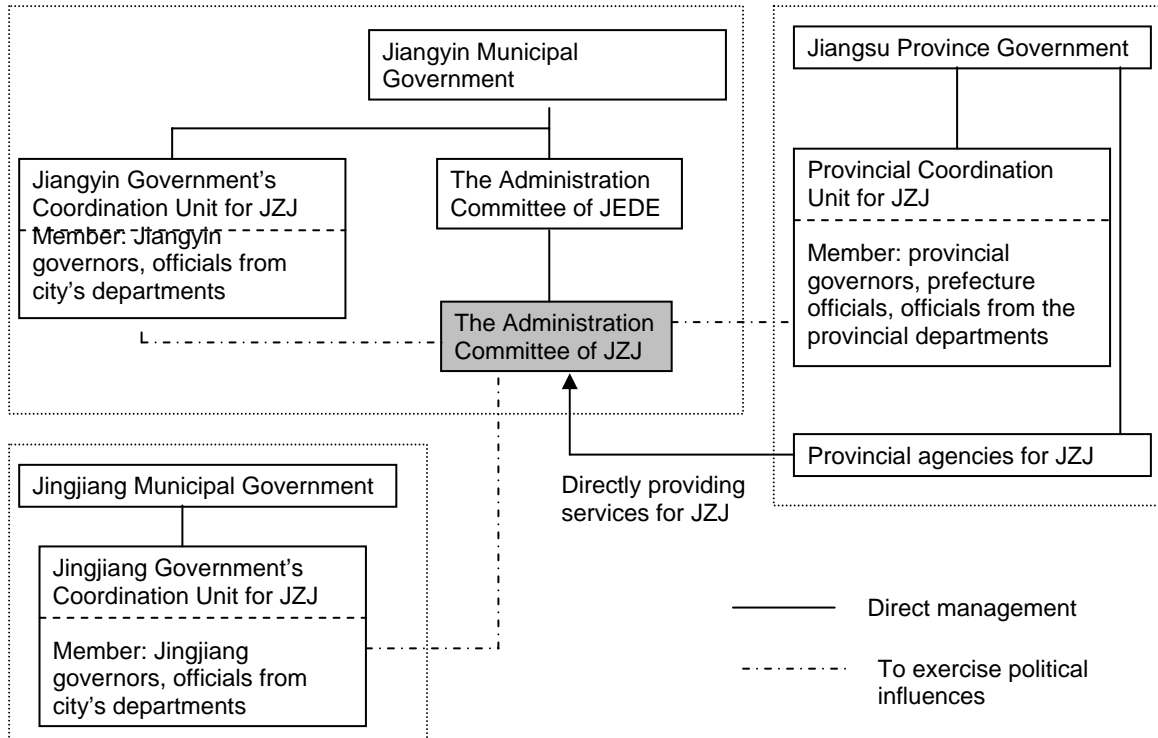 Jiangyin Municipal
Government
Jiangyin Government's
Coordination Unit for JZJ
Member: Jiangyin
governors, officials from
city's departments
The Administration
Committee of JEDE
The Administration
Committee of JZJ
Jiangsu Province Government
Provincial Coordination
Unit for JZJ
Member: provincial
governors, prefecture
officials, officials from the
provincial departments
Provincial agencies for JZJ
Directly providing
services for JZJ
Jingjiang Municipal Government
Jingjiang Government's
Coordination Unit for JZJ
Member: Jingjiang
governors, officials from
city's departments
Direct management
To exercise political
influences